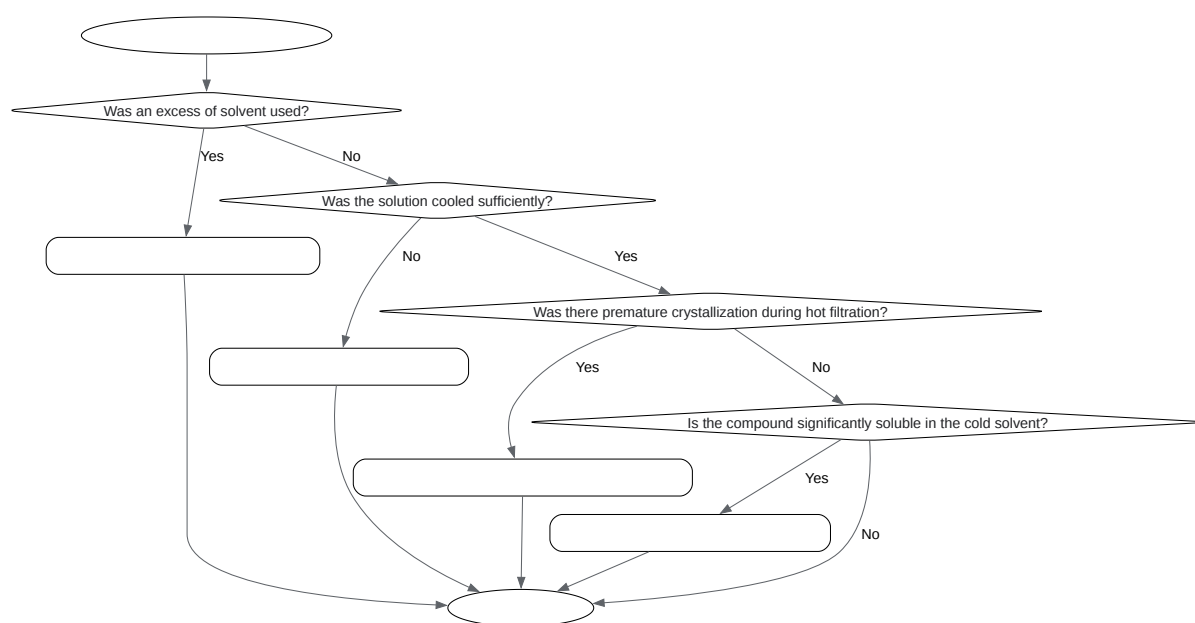 Was an excess of solvent used?
Yes
No
Was the solution cooled sufficiently?
No
Yes
Was there premature crystallization during hot filtration?
Yes
No
Is the compound significantly soluble in the cold solvent?
Yes
No